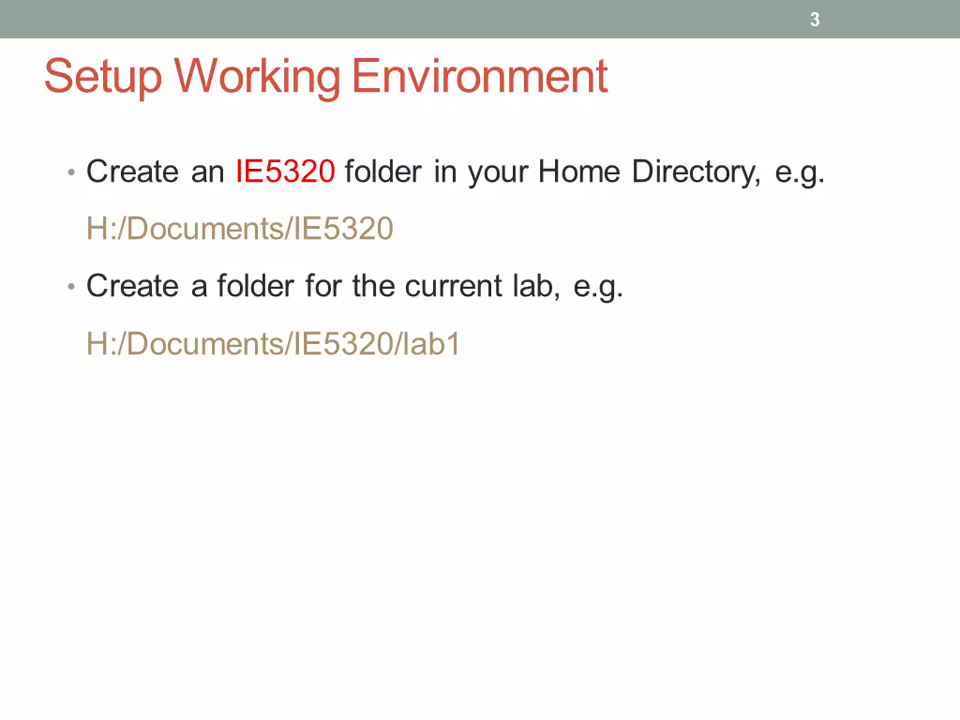 3
Setup Working Environment
• Create an IE5320 folder in your Home Directory, e.g.
H:/Documents/IE5320
• Create a folder for the current lab, e.g.
H:/Documents/IE5320/lab1